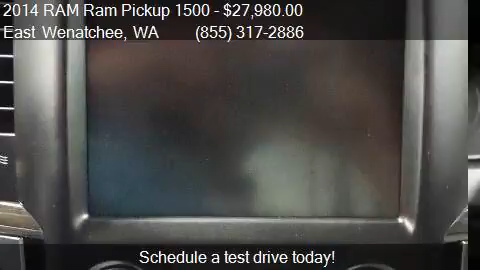 2014 RAM Ram Pickup 1500 - $27,980.00
East Wenatchee, WA (855) 317-2886
Schedule a test drive today!